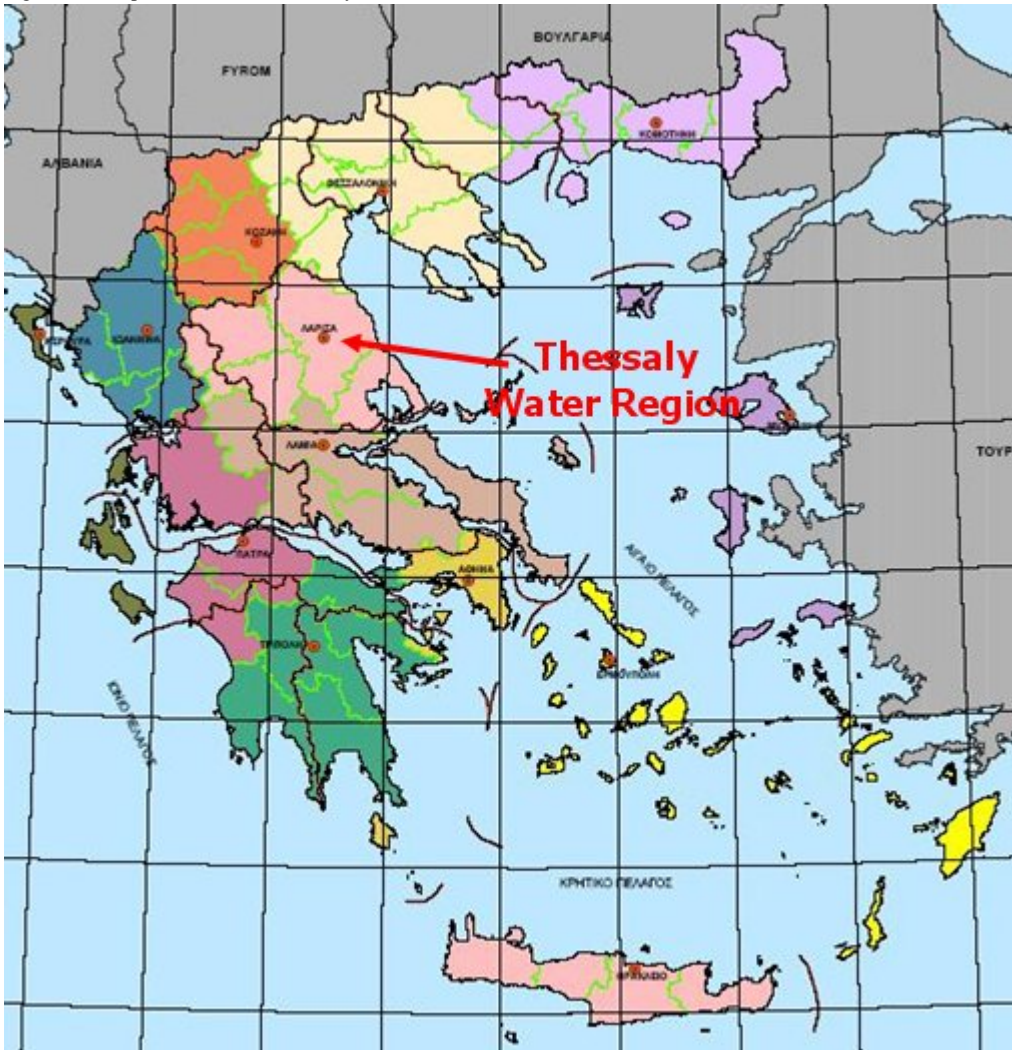 ΒΟΥΛΓΑΡΙΑ
FYROM
ΚΟΜΟΤΗΝΗ
ΑΛΒΑΝΙΑ
ΘΕΣΣΑΛΟΝΙΚΗ
ΚΟΖΑΝΗ
ΛΑΡΙΣΑ
ΚΕΡΚΥΡΑ
ΙΩΑΝΝΙΝΑ
Thessaly
Water Region
ΛΑΜΙΑ
ΤΟΥΡ
ΠΑΤΡΑ
ΑΘΗΝΑ
ΑΙΓΑΙΟ ΠΕΛΑΓΟΣ
ΤΡΙΠΟΛΗ
ΕΡΜΟΥΠΟΛΗ
ΙΟΝΙΟ ΠΕΛΑΓΟΣ
ΚΡΗΤΙΚΟ ΠΕΛΑΓΟΣ
ΗΡΑΚΛΕΙΟ